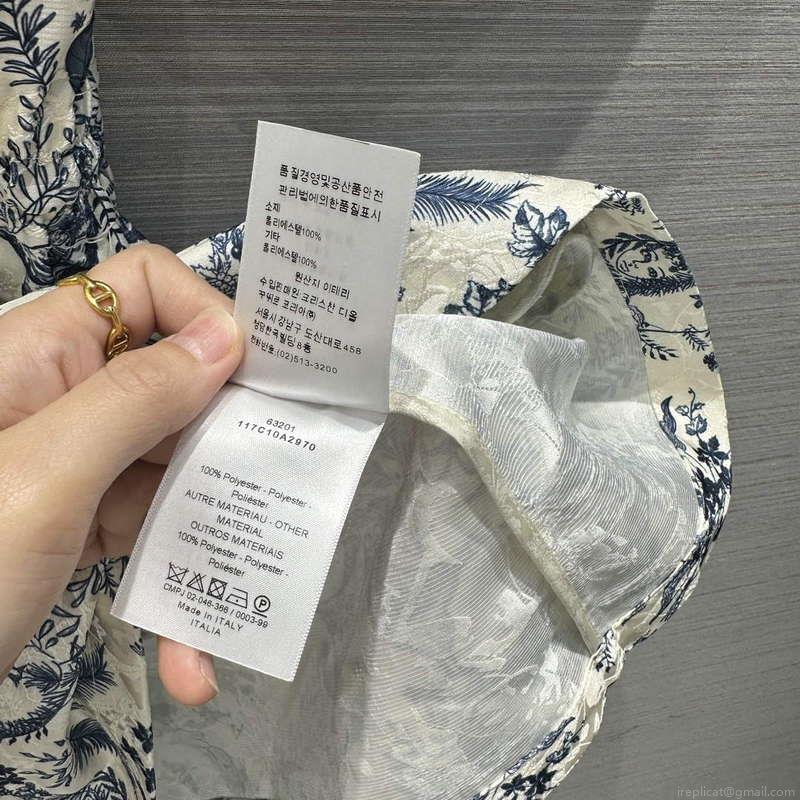 품질경영및공산품안전
관리법에의한품질표시
소재
폴리에스텔100%
기타
폴리에스텔100%
원산지 이태리
수입판매원 크리스찬 디올
꾸뛰르 코리아㈜
서울시 강남구 도산대로458
청담한국빌딩 8층
전화번호:(02)513-3200
63201
117C10A2970
100% Polyester - Polyester -
Poliéster
AUTRE MATERIAU - OTHER
MATERIAL
OUTROS MATERIAIS
100% Polyester - Polyester -
Poliéster
CMPJ 02-046-366 / 0003-99
Made in ITALY
ITALIA
ireplicat@gmail.com